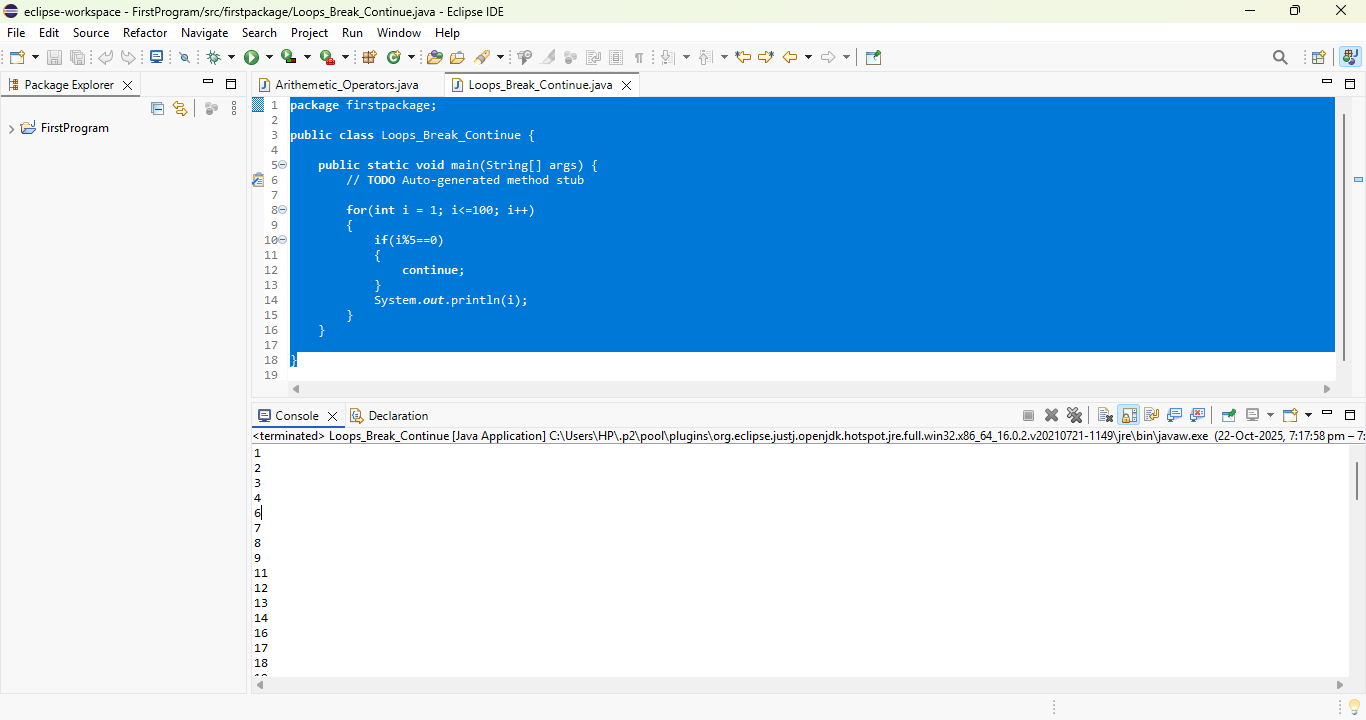 eclipse-workspace - FirstProgram/src/firstpackage/Loops_Break_Continue.java - Eclipse IDE
File Edit Source Refactor Navigate Search Project Run Window Help
Package Explorer
FirstProgram
Arithemetic_Operators.java Loops_Break_Continue.java
1 package firstpackage;
2
3 public class Loops_Break_Continue {
4
5 public static void main(String[] args) {
6 // TODO Auto-generated method stub
7
8 for(int i = 1; i<=100; i++)
9 {
10 if(i%5==0)
11 {
12 continue;
13 }
14 System.out.println(i);
15 }
16 }
17
18 }
19
Console Declaration
<terminated> Loops_Break_Continue [Java Application] C:\Users\HP\.p2\pool\plugins\org.eclipse.justj.openjdk.hotspot.jre.full.win32.x86_64_16.0.2.v20210721-1149\jre\bin\javaw.exe (22-Oct-2025, 7:17:58 pm – 7:
1
2
3
4
6
7
8
9
11
12
13
14
16
17
18